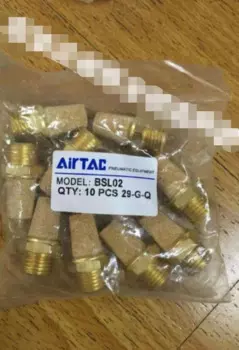 AIRTAC PNEUMATIC EQUIPMENT
MODEL: BSL02
QTY: 10 PCS 29-G-Q